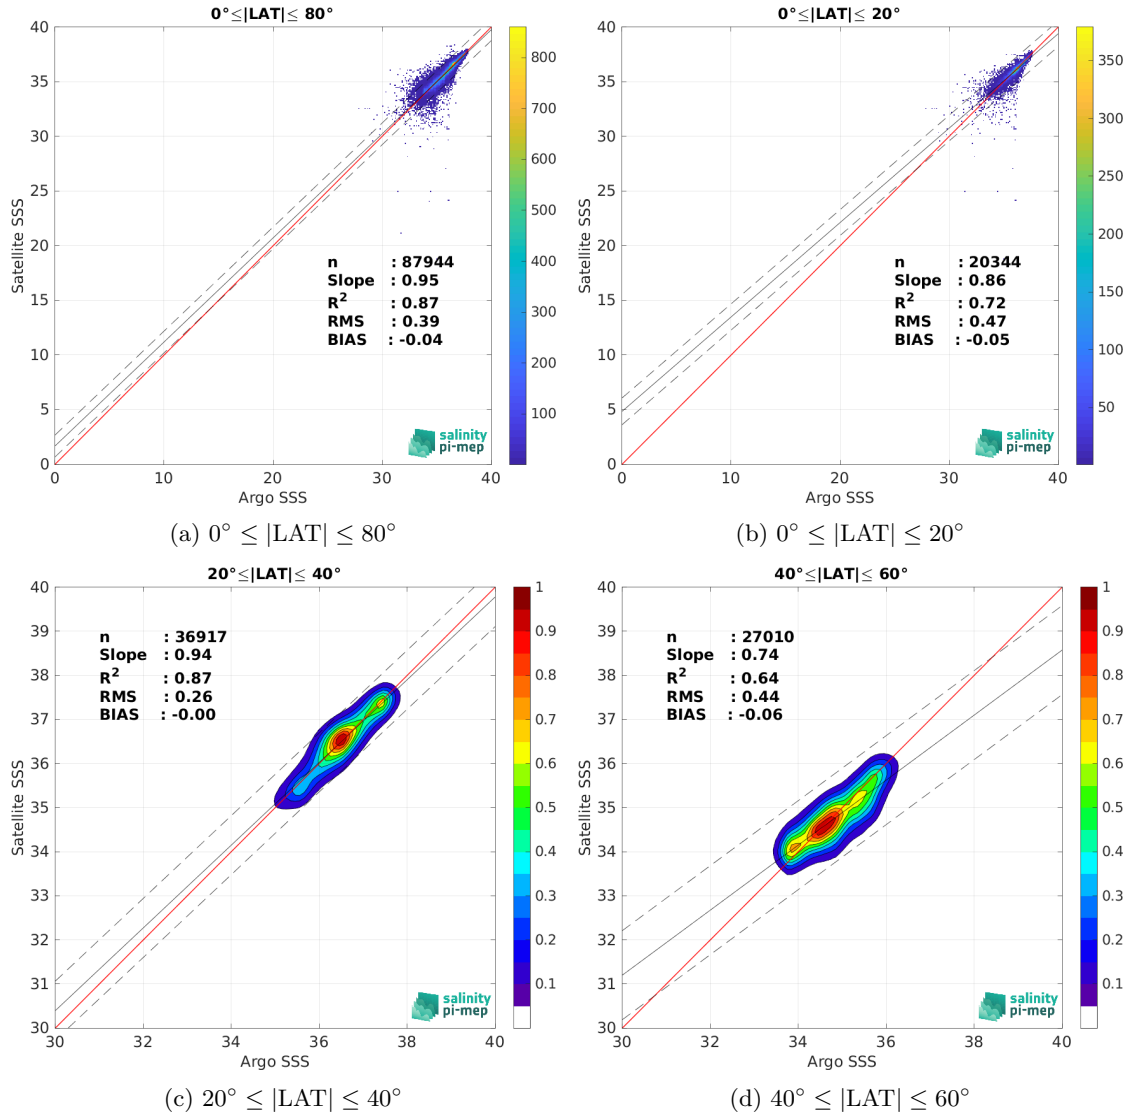 0°≤|LAT|≤ 80°
40
35
30
25
20
15
10
5
0
0
10
20
30
40
Satellite SSS
Argo SSS
n : 87944
Slope : 0.95
R² : 0.87
RMS : 0.39
BIAS : -0.04
salinity
pi-mep
800
700
600
500
400
300
200
100
(a) 0° ≤ |LAT| ≤ 80°
0°≤|LAT|≤ 20°
40
35
30
25
20
15
10
5
0
0
10
20
30
40
Satellite SSS
Argo SSS
n : 20344
Slope : 0.86
R² : 0.72
RMS : 0.47
BIAS : -0.05
salinity
pi-mep
350
300
250
200
150
100
50
(b) 0° ≤ |LAT| ≤ 20°
20°≤|LAT|≤ 40°
40
39
38
37
36
35
34
33
32
31
30
30
32
34
36
38
40
Satellite SSS
Argo SSS
n : 36917
Slope : 0.94
R² : 0.87
RMS : 0.26
BIAS : -0.00
salinity
pi-mep
1
0.9
0.8
0.7
0.6
0.5
0.4
0.3
0.2
0.1
(c) 20° ≤ |LAT| ≤ 40°
40°≤|LAT|≤ 60°
40
39
38
37
36
35
34
33
32
31
30
30
32
34
36
38
40
Satellite SSS
Argo SSS
n : 27010
Slope : 0.74
R² : 0.64
RMS : 0.44
BIAS : -0.06
salinity
pi-mep
1
0.9
0.8
0.7
0.6
0.5
0.4
0.3
0.2
0.1
(d) 40° ≤ |LAT| ≤ 60°